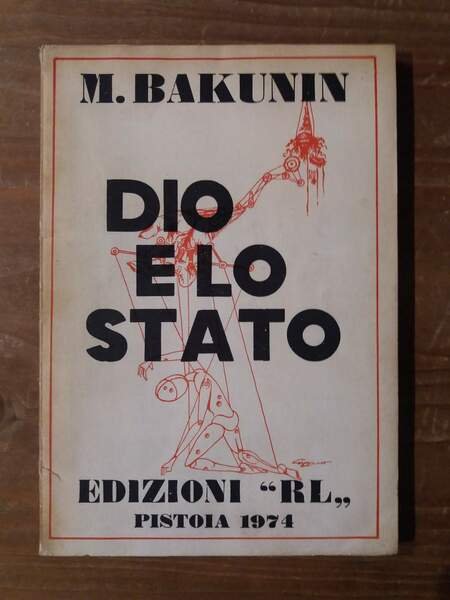 M. BAKUNIN
DIO
E LO
STATO
EDIZIONI “RL„
PISTOIA 1974